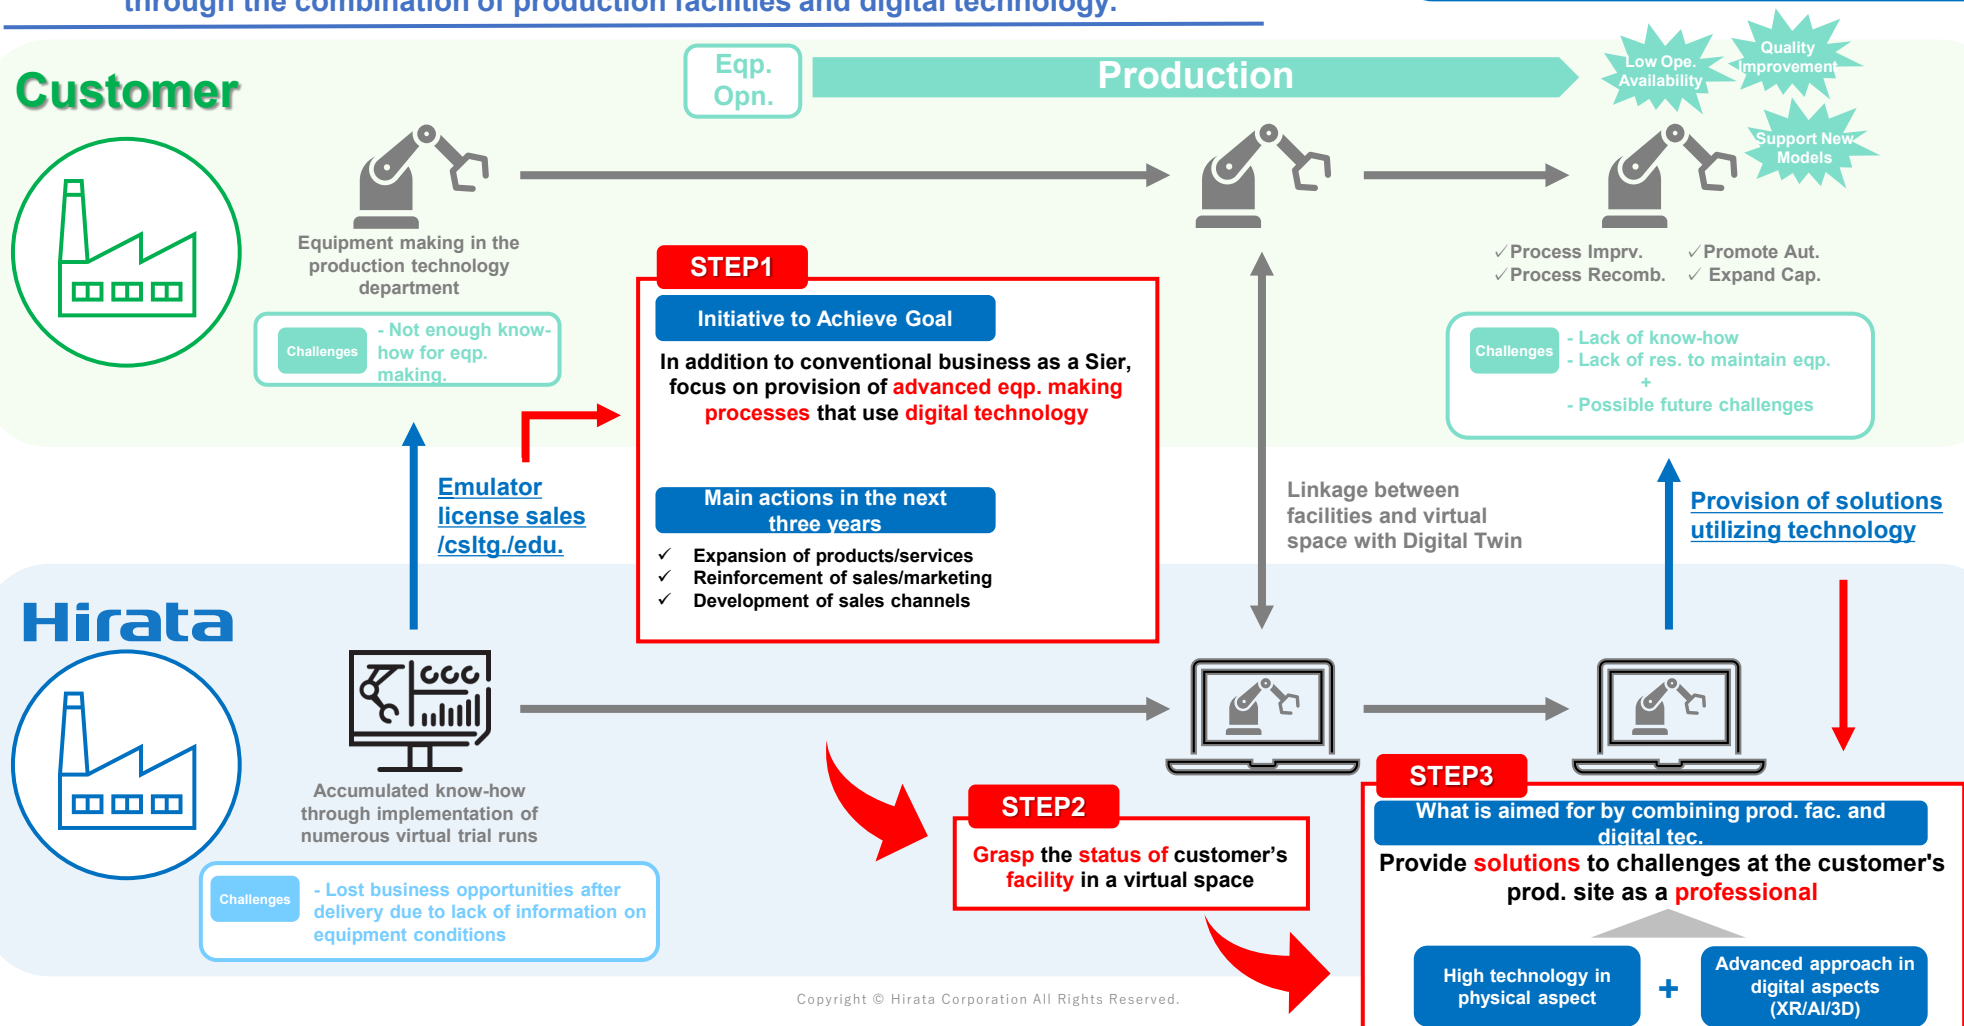 through the combination of production facilities and digital technology.
Customer
Eqp.
Opn.
Production
Low Ope.
Availability
Quality
Improvement
Support New
Models
Equipment making in the
production technology
department
Challenges
- Not enough know-
how for eqp.
making.
✓Process Imprv.
✓Promote Aut.
✓Process Recomb.
✓ Expand Cap.
Challenges
- Lack of know-how
- Lack of res. to maintain eqp.
+
- Possible future challenges
STEP1
Initiative to Achieve Goal
In addition to conventional business as a Sier,
focus on provision of advanced eqp. making
processes that use digital technology
Main actions in the next
three years
✓ Expansion of products/services
✓ Reinforcement of sales/marketing
✓ Development of sales channels
Emulator
license sales
/csltg./edu.
Linkage between
facilities and virtual
space with Digital Twin
Provision of solutions
utilizing technology
Hirata
Accumulated know-how
through implementation of
numerous virtual trial runs
Challenges
- Lost business opportunities after
delivery due to lack of information on
equipment conditions
STEP2
Grasp the status of customer’s
facility in a virtual space
STEP3
What is aimed for by combining prod. fac. and
digital tec.
Provide solutions to challenges at the customer's
prod. site as a professional
High technology in
physical aspect
+
Advanced approach in
digital aspects
(XR/AI/3D)
Copyright © Hirata Corporation All Rights Reserved.